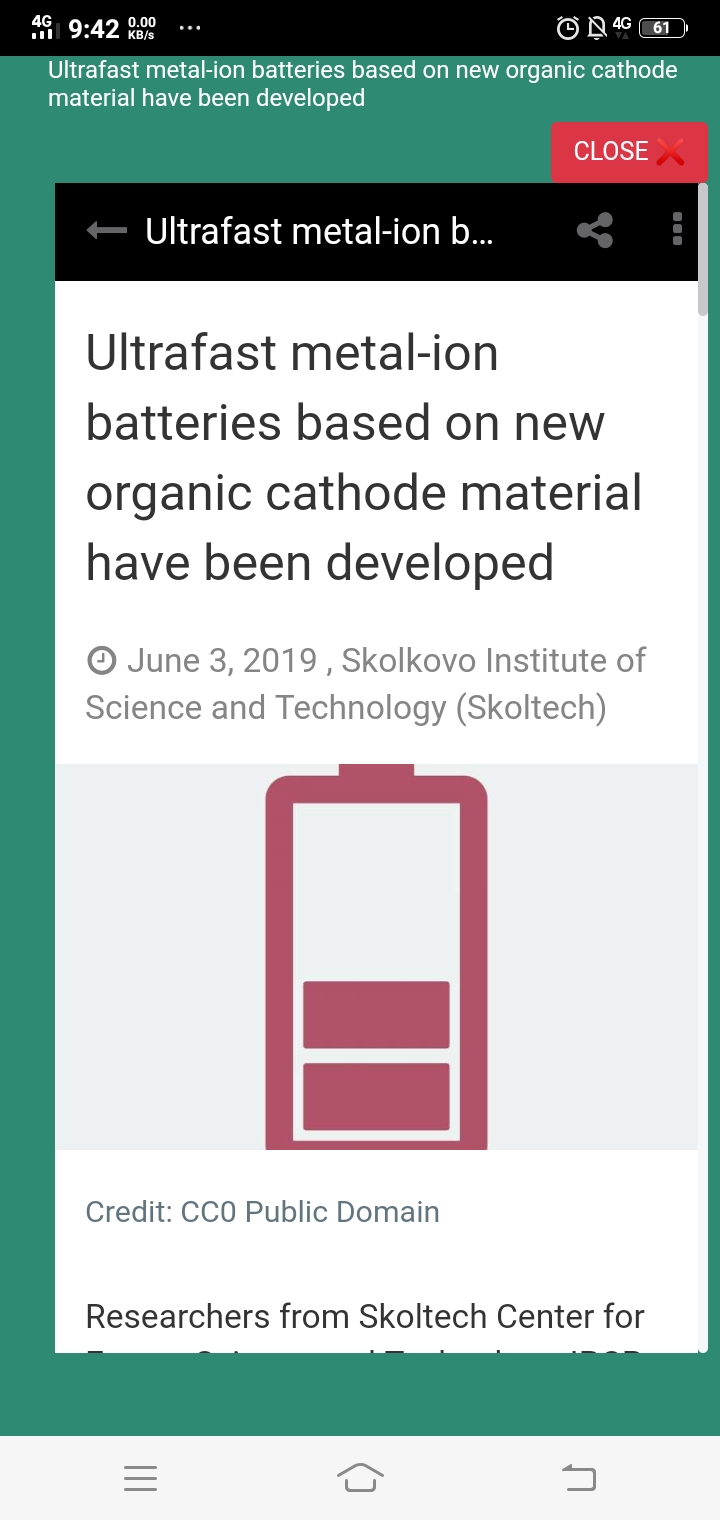 4G 9:42 0.00 KB/s ... 4G 61
Ultrafast metal-ion batteries based on new organic cathode
material have been developed
CLOSE ❌
Ultrafast metal-ion b...
Ultrafast metal-ion
batteries based on new
organic cathode material
have been developed
June 3, 2019 , Skolkovo Institute of
Science and Technology (Skoltech)
Credit: CC0 Public Domain
Researchers from Skoltech Center for